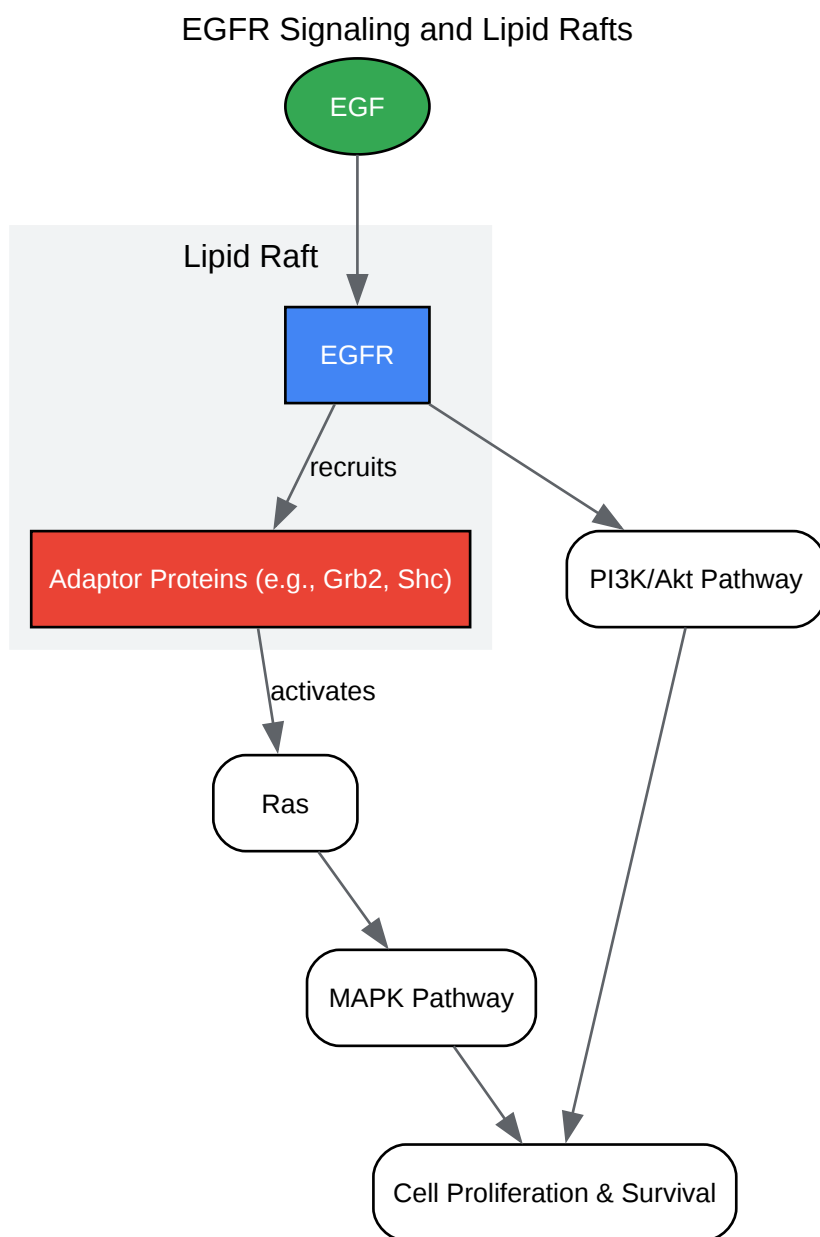 EGFR Signaling and Lipid Rafts
EGF
Lipid Raft
EGFR
recruits
Adaptor Proteins (e.g., Grb2, Shc)
PI3K/Akt Pathway
activates
Ras
MAPK Pathway
Cell Proliferation & Survival